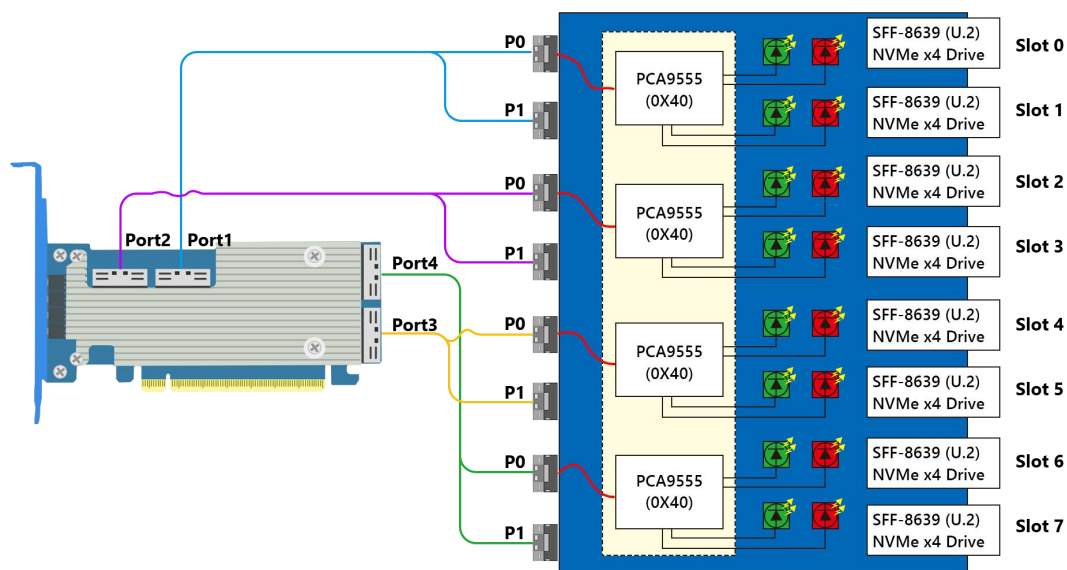 P0
P1
P0
P1
P0
P1
P0
P1
Port2
Port1
Port4
Port3
PCA9555
(0X40)
PCA9555
(0X40)
PCA9555
(0X40)
PCA9555
(0X40)
SFF-8639 (U.2)
NVMe x4 Drive
Slot 0
SFF-8639 (U.2)
NVMe x4 Drive
Slot 1
SFF-8639 (U.2)
NVMe x4 Drive
Slot 2
SFF-8639 (U.2)
NVMe x4 Drive
Slot 3
SFF-8639 (U.2)
NVMe x4 Drive
Slot 4
SFF-8639 (U.2)
NVMe x4 Drive
Slot 5
SFF-8639 (U.2)
NVMe x4 Drive
Slot 6
SFF-8639 (U.2)
NVMe x4 Drive
Slot 7